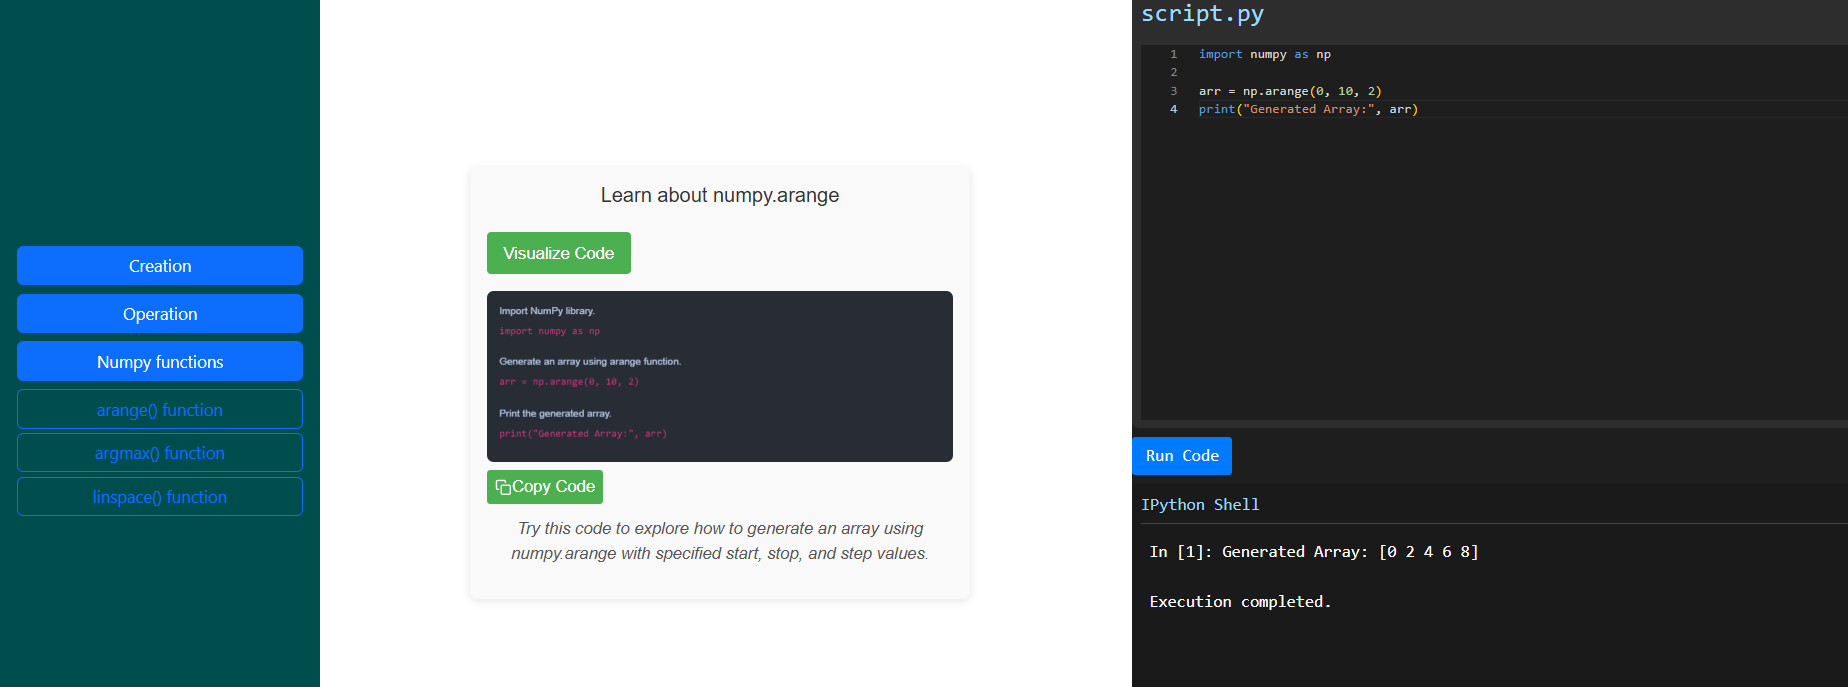 Creation
Operation
Numpy functions
arange() function
argmax() function
linspace() function
Learn about numpy.arange
Visualize Code
Import NumPy library.
import numpy as np
Generate an array using arange function.
arr = np.arange(0, 10, 2)
Print the generated array.
print("Generated Array:", arr)
Copy Code
Try this code to explore how to generate an array using
numpy.arange with specified start, stop, and step values.
script.py
1 import numpy as np
2
3 arr = np.arange(0, 10, 2)
4 print("Generated Array:", arr)
Run Code
IPython Shell
In [1]: Generated Array: [0 2 4 6 8]
Execution completed.